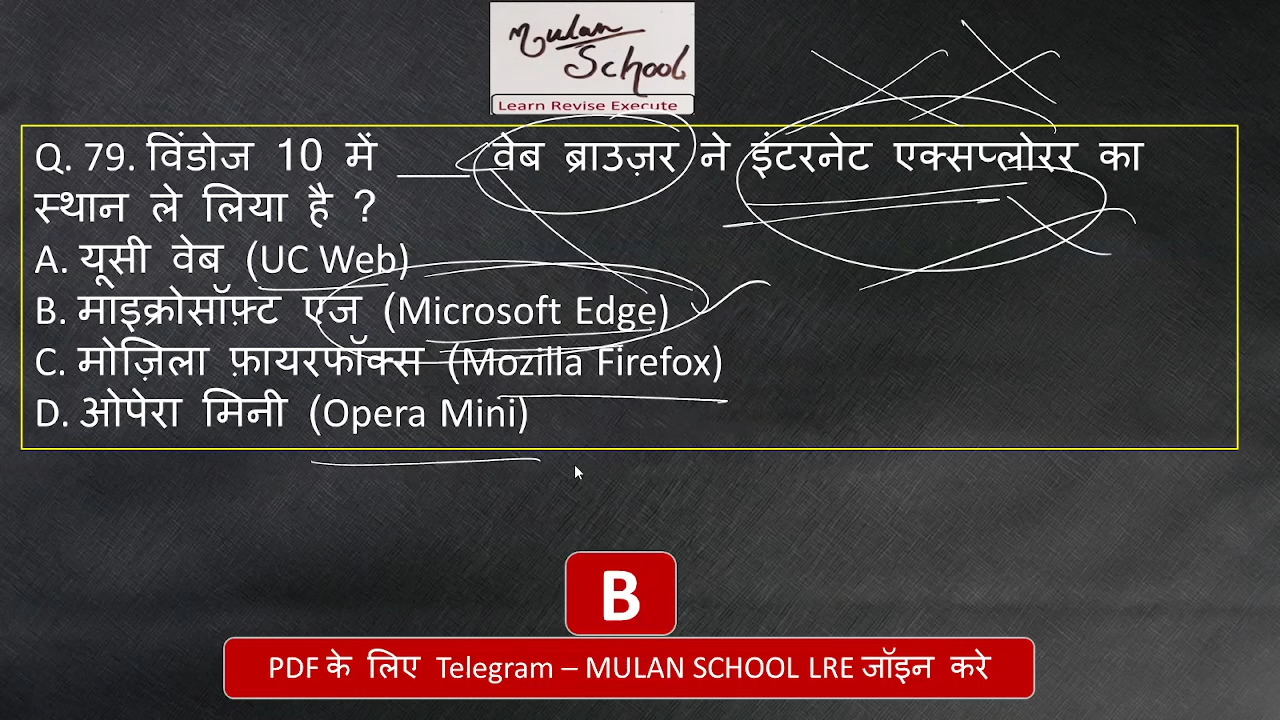 Mulan
School
Learn Revise Execute
Q. 79. विंडोज 10 में ____ वेब ब्राउज़र ने इंटरनेट एक्सप्लोरर का
स्थान ले लिया है ?
A. यूसी वेब (UC Web)
B. माइक्रोसॉफ़्ट एज (Microsoft Edge)
C. मोज़िला फ़ायरफॉक्स (Mozilla Firefox)
D. ओपेरा मिनी (Opera Mini)
B
PDF के लिए Telegram – MULAN SCHOOL LRE जॉइन करे